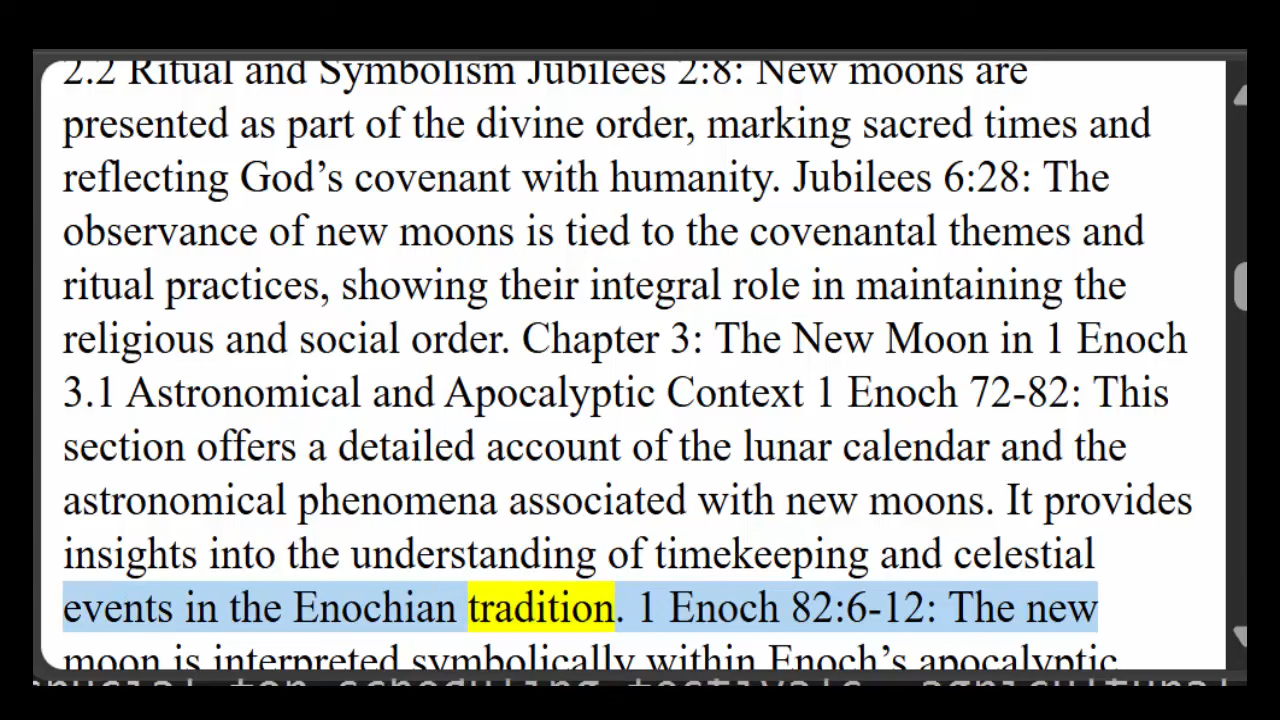 2.2 Ritual and Symbolism Jubilees 2:8: New moons are
presented as part of the divine order, marking sacred times and
reflecting God’s covenant with humanity. Jubilees 6:28: The
observance of new moons is tied to the covenantal themes and
ritual practices, showing their integral role in maintaining the
religious and social order. Chapter 3: The New Moon in 1 Enoch
3.1 Astronomical and Apocalyptic Context 1 Enoch 72-82: This
section offers a detailed account of the lunar calendar and the
astronomical phenomena associated with new moons. It provides
insights into the understanding of timekeeping and celestial
events in the Enochian tradition. 1 Enoch 82:6-12: The new
moon is interpreted symbolically within Enoch’s apocalyptic
crucial for scheduling festivals, agricultural